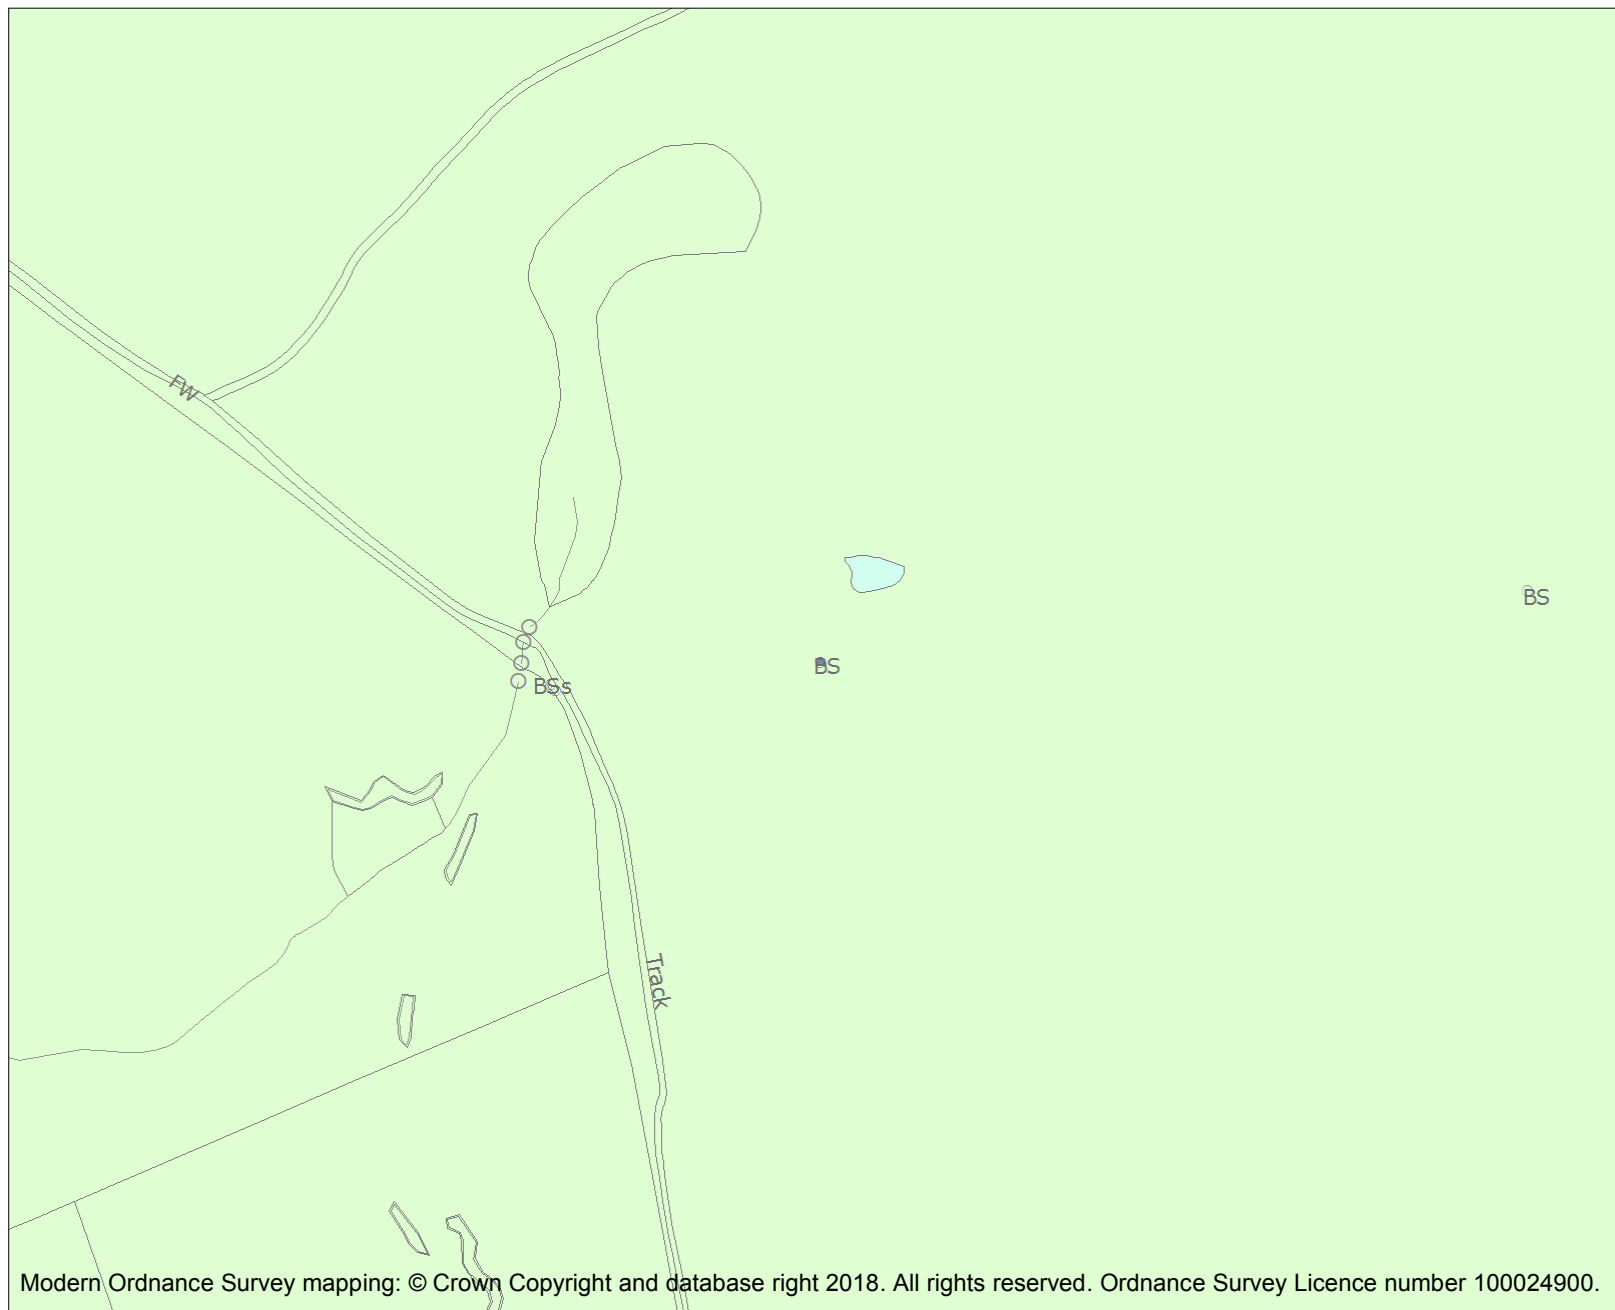 FW
BS
BS
BSs
Track
Modern Ordnance Survey mapping: © Crown Copyright and database right 2018. All rights reserved. Ordnance Survey Licence number 100024900.